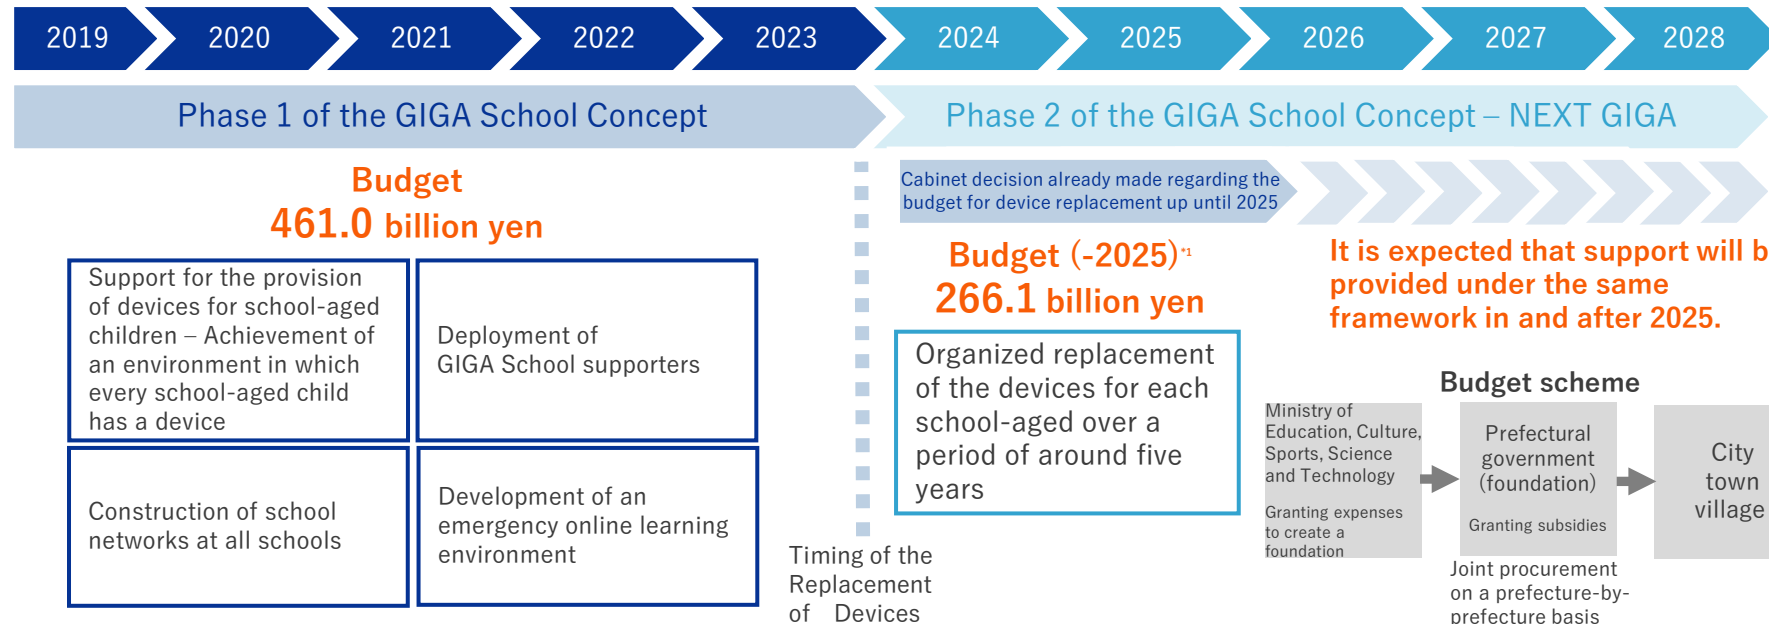 2019 2020 2021 2022 2023 2024 2025 2026 2027 2028
Phase 1 of the GIGA School Concept
Phase 2 of the GIGA School Concept – NEXT GIGA
Budget
461.0 billion yen
Support for the provision
of devices for school-aged
children – Achievement of
an environment in which
every school-aged child
has a device
Deployment of
GIGA School supporters
Construction of school
networks at all schools
Development of an
emergency online learning
environment
Timing of the
Replacement
of Devices
Cabinet decision already made regarding the
budget for device replacement up until 2025
Budget (-2025)*1
266.1 billion yen
Organized replacement
of the devices for each
school-aged over a
period of around five
years
It is expected that support will b
provided under the same
framework in and after 2025.
Budget scheme
Ministry of
Education, Culture,
Sports, Science
and Technology
Granting expenses
to create a
foundation
Prefectural
government
(foundation)
Granting subsidies
City
town
village
Joint procurement
on a prefecture-by-
prefecture basis